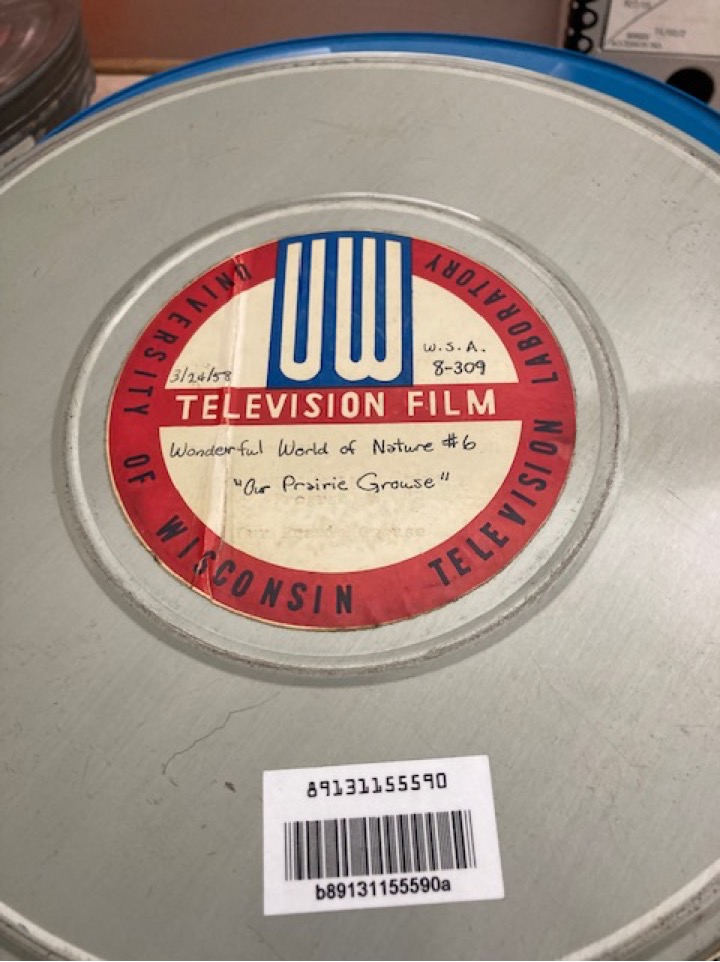 UNIVERSITY OF WISCONSIN TELEVISION LABORATORY
UW
3/24/58
W.S.A.
8-309
TELEVISION FILM
Wonderful World of Nature #6
"Our Prairie Grouse"
89131155590
b89131155590a